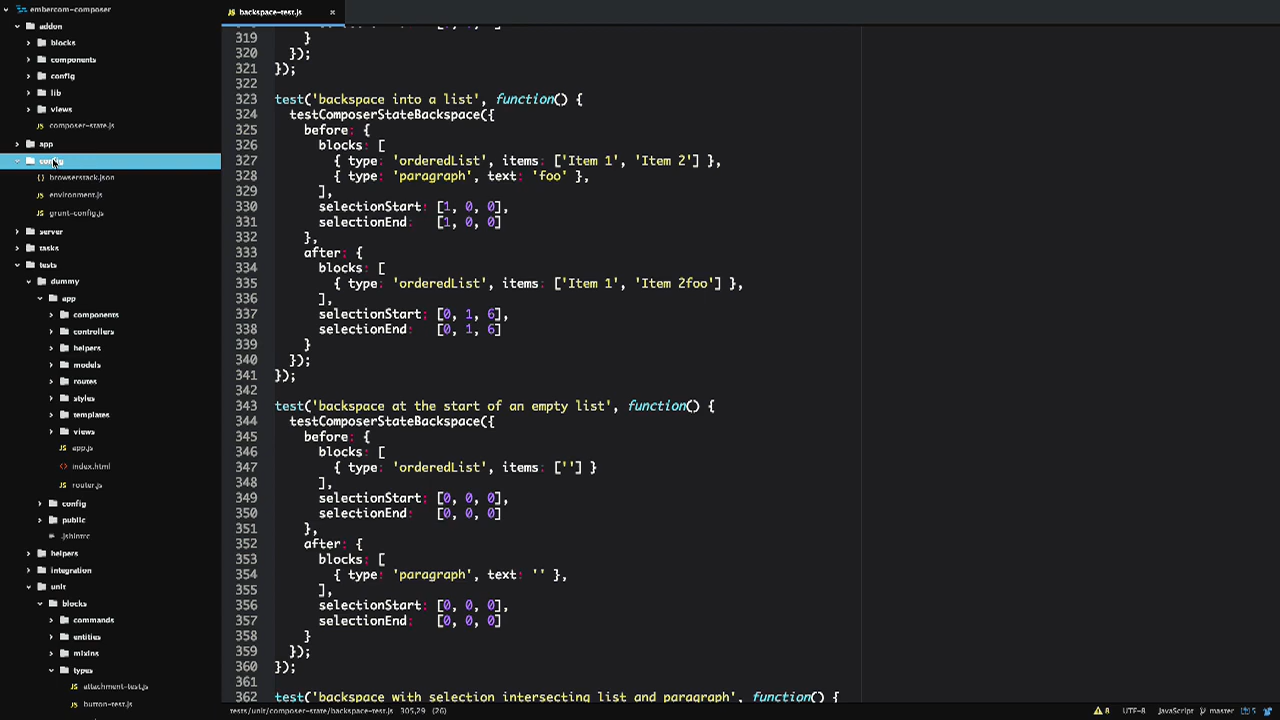 embercom-composer
addon
blocks
components
config
lib
views
composer-state.js
app
config
browserstack.json
environment.js
grunt-config.js
server
tasks
tests
dummy
app
components
controllers
helpers
models
routes
styles
templates
views
app.js
index.html
router.js
config
public
.jshintrc
helpers
integration
unit
blocks
commands
entities
mixins
types
attachment-test.js
button-test.js
backspace-test.js
319     }
320   });
321 });
322
323 test('backspace into a list', function() {
324   testComposerStateBackspace({
325     before: {
326       blocks: [
327         { type: 'orderedList', items: ['Item 1', 'Item 2'] },
328         { type: 'paragraph', text: 'foo' },
329       ],
330       selectionStart: [1, 0, 0],
331       selectionEnd:   [1, 0, 0]
332     },
333     after: {
334       blocks: [
335         { type: 'orderedList', items: ['Item 1', 'Item 2foo'] },
336       ],
337       selectionStart: [0, 1, 6],
338       selectionEnd:   [0, 1, 6]
339     }
340   });
341 });
342
343 test('backspace at the start of an empty list', function() {
344   testComposerStateBackspace({
345     before: {
346       blocks: [
347         { type: 'orderedList', items: [''] }
348       ],
349       selectionStart: [0, 0, 0],
350       selectionEnd:   [0, 0, 0]
351     },
352     after: {
353       blocks: [
354         { type: 'paragraph', text: '' },
355       ],
356       selectionStart: [0, 0, 0],
357       selectionEnd:   [0, 0, 0]
358     }
359   });
360 });
361
362 test('backspace with selection intersecting list and paragraph', function() {
tests/unit/composer-state/backspace-test.js 305,29 (26) 8 UTF-8 JavaScript master 5